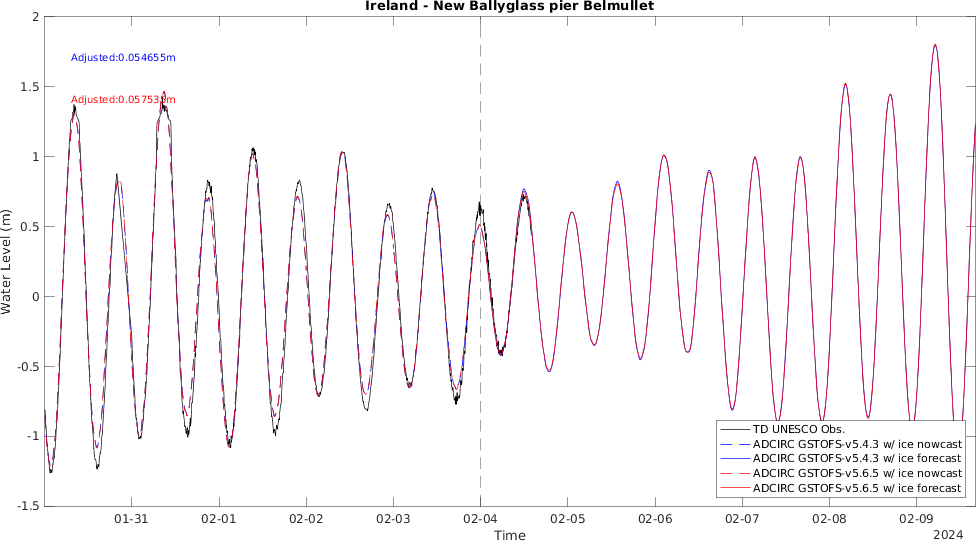 Ireland - New Ballyglass pier Belmullet
Water Level (m)
2
1.5
1
0.5
0
-0.5
-1
-1.5
Adjusted:0.054655m
Adjusted:0.05753 m
TD UNESCO Obs.
ADCIRC GSTOFS-v5.4.3 w/ ice nowcast
ADCIRC GSTOFS-v5.4.3 w/ ice forecast
ADCIRC GSTOFS-v5.6.5 w/ ice nowcast
ADCIRC GSTOFS-v5.6.5 w/ ice forecast
01-31 02-01 02-02 02-03 02-04 02-05 02-06 02-07 02-08 02-09
Time
2024